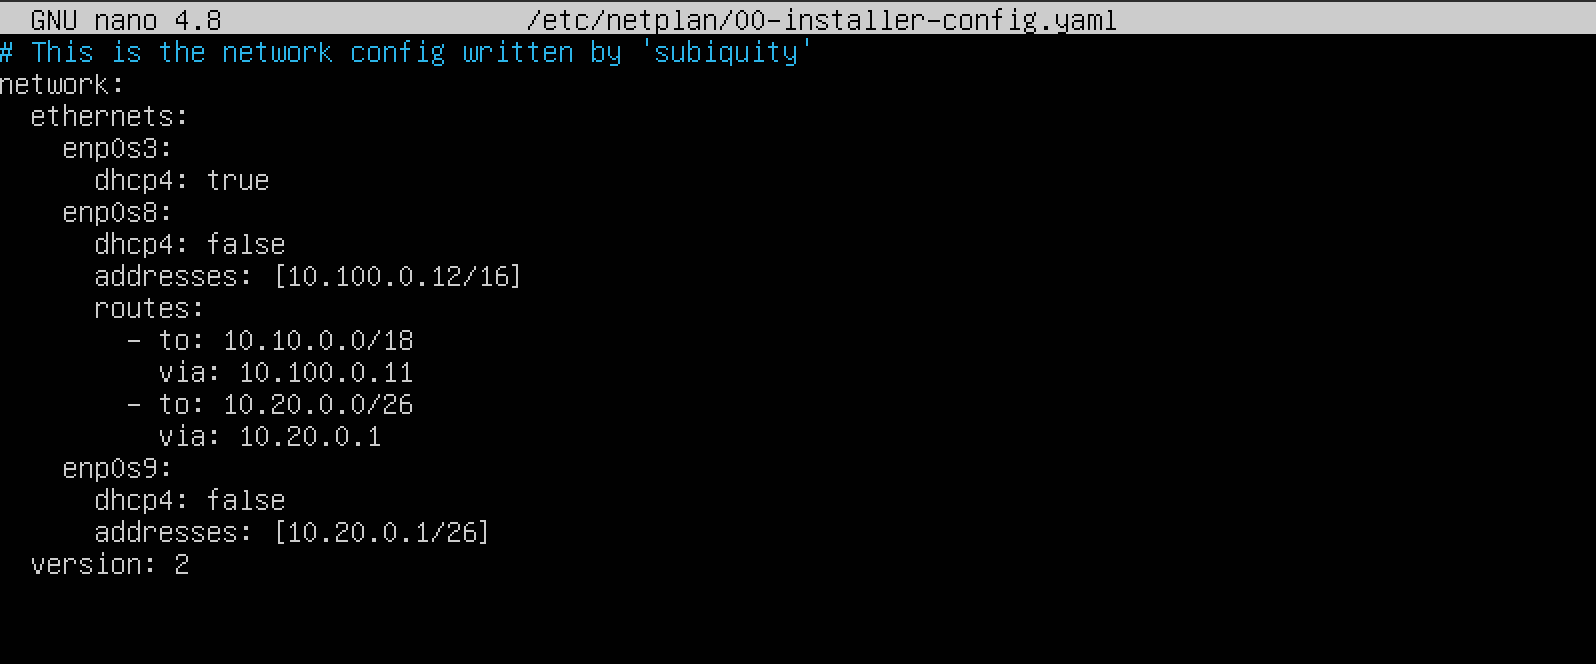 GNU nano 4.8 /etc/netplan/00-installer-config.yaml
# This is the network config written by 'subiquity'
network:
  ethernets:
    enp0s3:
      dhcp4: true
    enp0s8:
      dhcp4: false
      addresses: [10.100.0.12/16]
      routes:
        - to: 10.10.0.0/18
          via: 10.100.0.11
        - to: 10.20.0.0/26
          via: 10.20.0.1
    enp0s9:
      dhcp4: false
      addresses: [10.20.0.1/26]
  version: 2